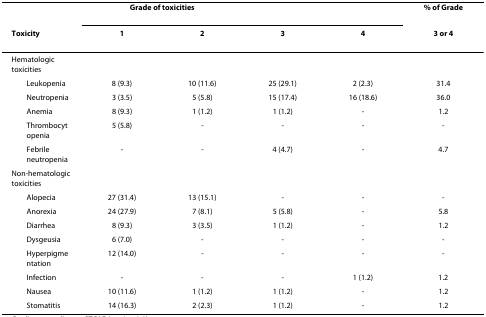 Grade of toxicities % of Grade
Toxicity 1 2 3 4 3 or 4
Hematologic
toxicities
Leukopenia 8 (9.3) 10 (11.6) 25 (29.1) 2 (2.3) 31.4
Neutropenia 3 (3.5) 5 (5.8) 15 (17.4) 16 (18.6) 36.0
Anemia 8 (9.3) 1 (1.2) 1 (1.2) - 1.2
Thrombocyt 5 (5.8) - - - -
openia
Febrile - - 4 (4.7) - 4.7
neutropenia
Non-hematologic
toxicities
Alopecia 27 (31.4) 13 (15.1) - - -
Anorexia 24 (27.9) 7 (8.1) 5 (5.8) - 5.8
Diarrhea 8 (9.3) 3 (3.5) 1 (1.2) - 1.2
Dysgeusia 6 (7.0) - - - -
Hyperpigme 12 (14.0) - - - -
ntation
Infection - - - 1 (1.2) 1.2
Nausea 10 (11.6) 1 (1.2) 1 (1.2) - 1.2
Stomatitis 14 (16.3) 2 (2.3) 1 (1.2) - 1.2